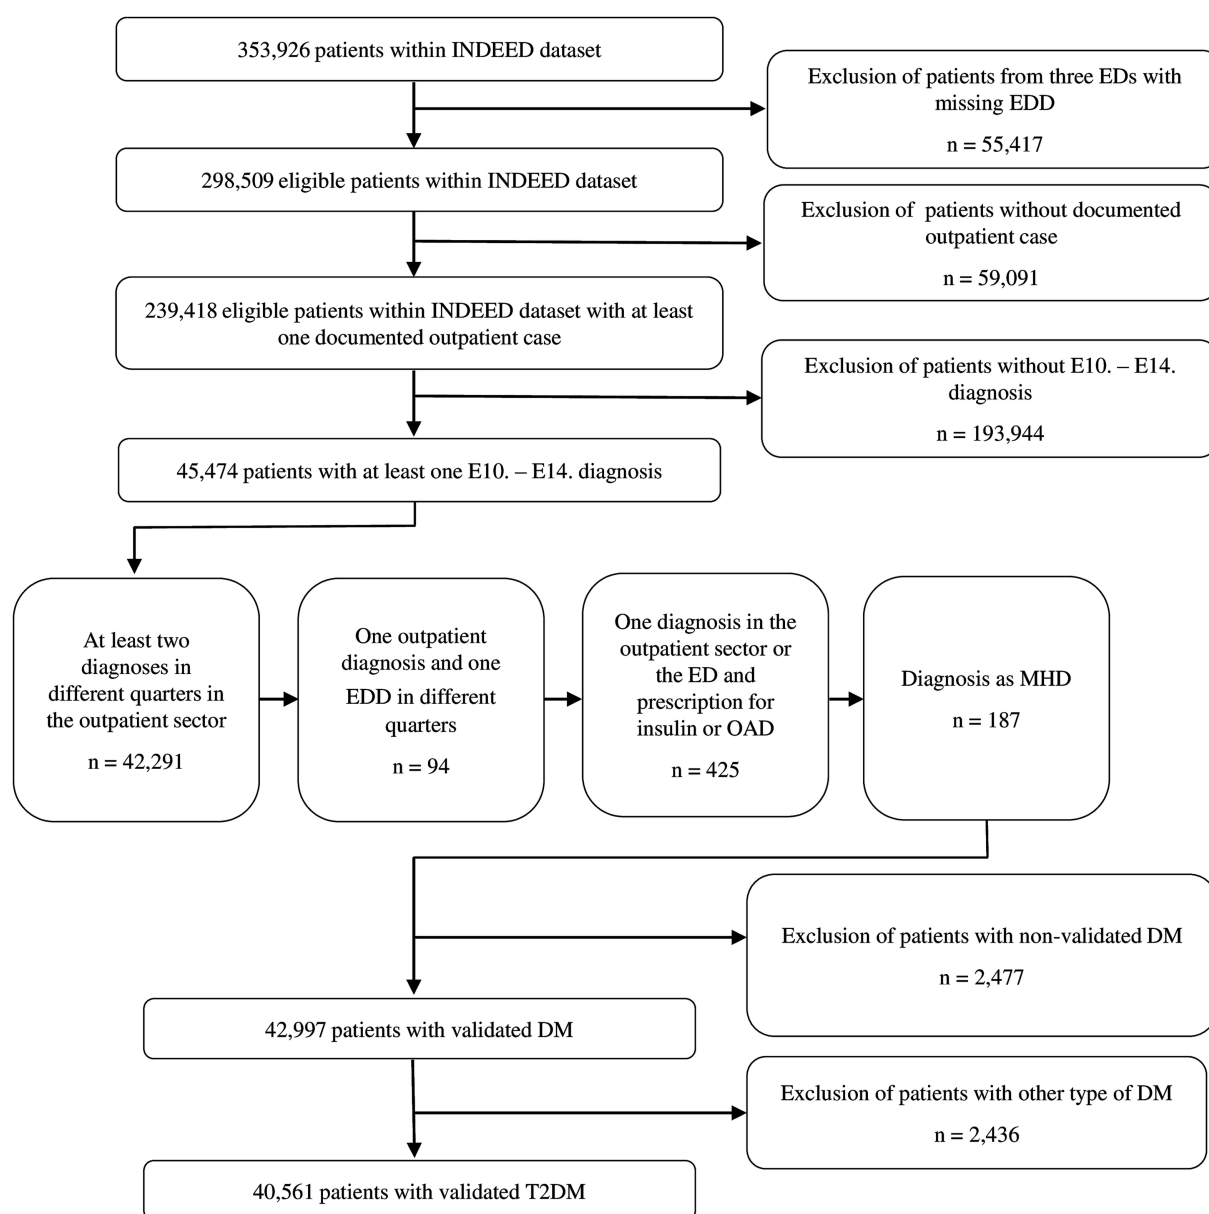 353,926 patients within INDEED dataset
Exclusion of patients from three EDs with
missing EDD
n = 55,417
298,509 eligible patients within INDEED dataset
Exclusion of patients without documented
outpatient case
n = 59,091
239,418 eligible patients within INDEED dataset with at least
one documented outpatient case
Exclusion of patients without E10. – E14.
diagnosis
n = 193,944
45,474 patients with at least one E10. – E14. diagnosis
At least two
diagnoses in
different quarters in
the outpatient sector
n = 42,291
One outpatient
diagnosis and one
EDD in different
quarters
n = 94
One diagnosis in the
outpatient sector or
the ED and
prescription for
insulin or OAD
n = 425
Diagnosis as MHD
n = 187
Exclusion of patients with non-validated DM
n = 2,477
42,997 patients with validated DM
Exclusion of patients with other type of DM
n = 2,436
40,561 patients with validated T2DM